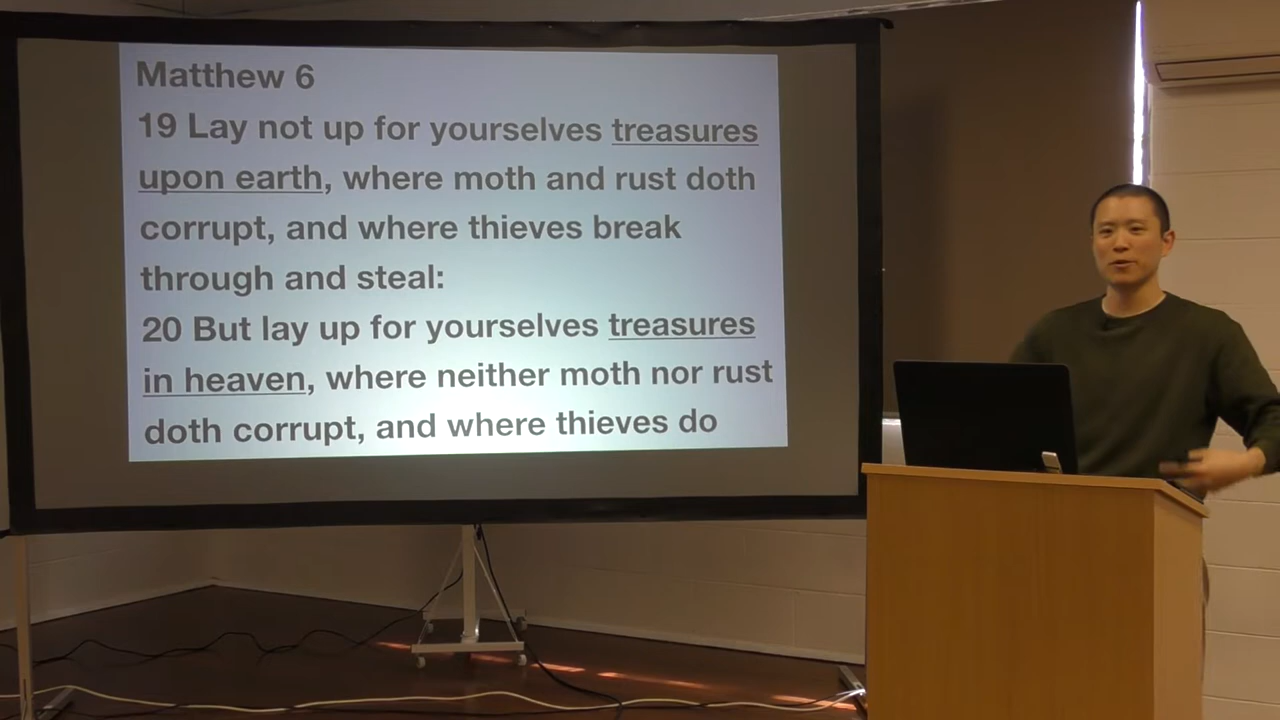 Matthew 6
19 Lay not up for yourselves treasures
upon earth, where moth and rust doth
corrupt, and where thieves break
through and steal:
20 But lay up for yourselves treasures
in heaven, where neither moth nor rust
doth corrupt, and where thieves do